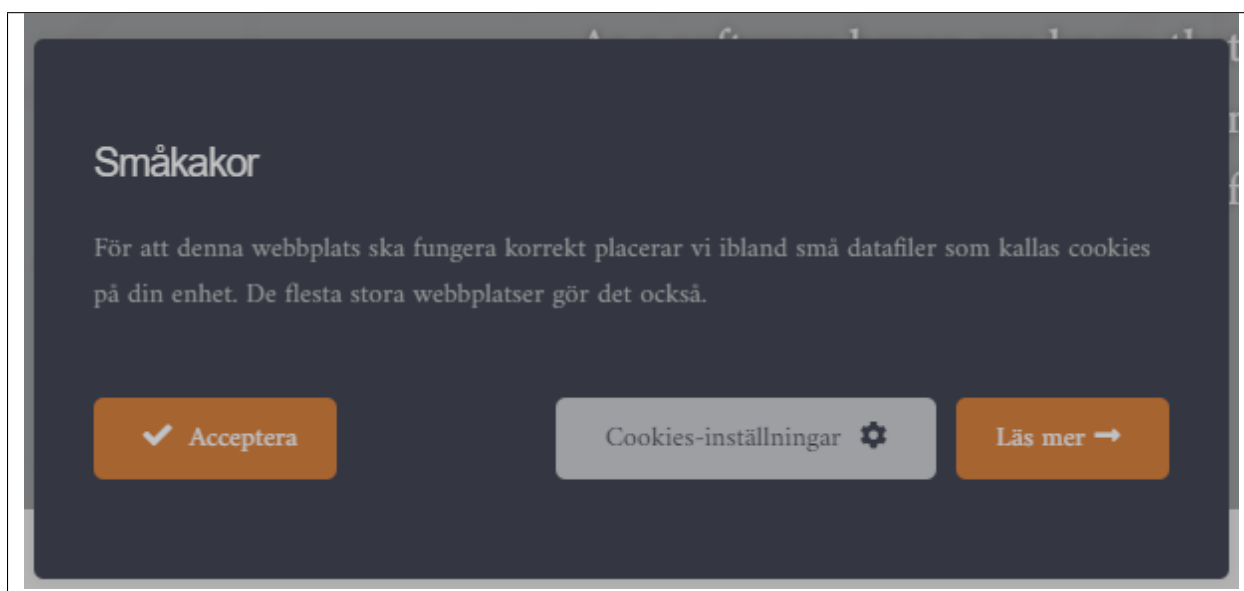 Småkakor
För att denna webbplats ska fungera korrekt placerar vi ibland små datafiler som kallas cookies
på din enhet. De flesta stora webbplatser gör det också.
Acceptera
Cookies-inställningar
Läs mer